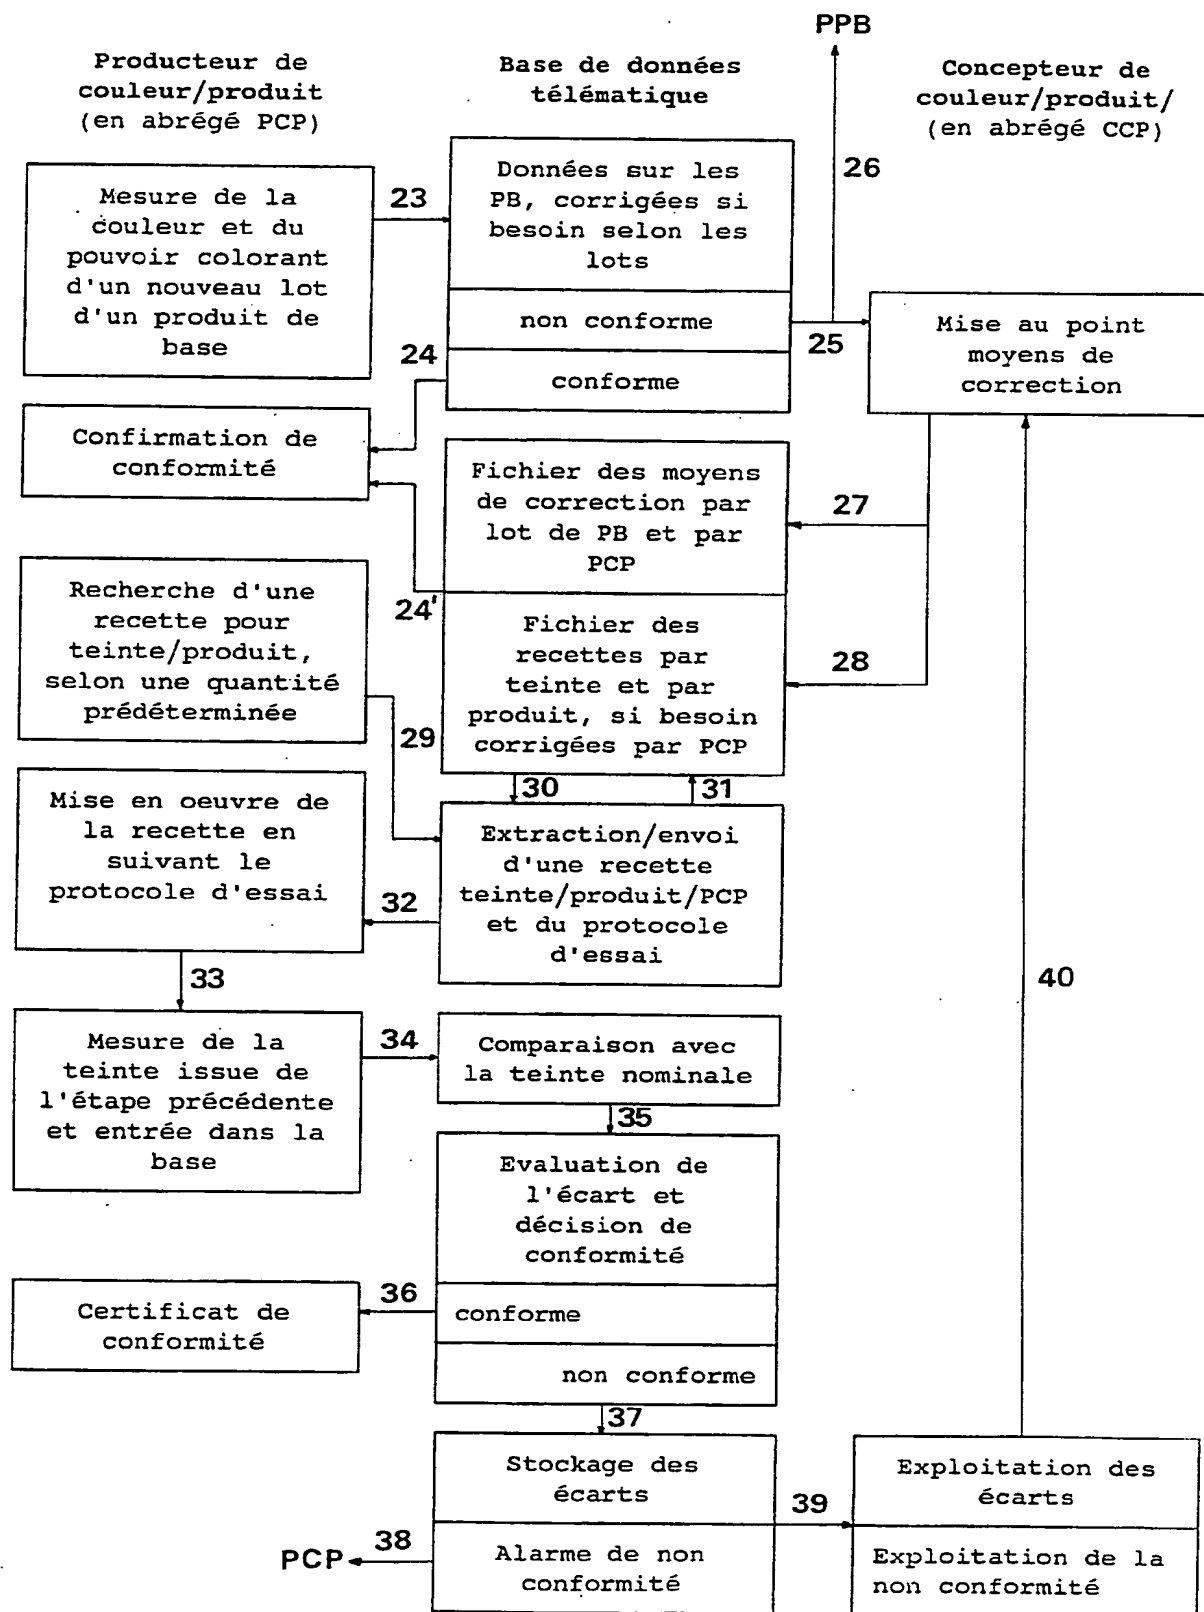 PPB
Producteur de
couleur/produit
(en abrégé PCP)
Base de données
télématique
Concepteur de
couleur/produit/
(en abrégé CCP)
26
Mesure de la
couleur et du
pouvoir colorant
d'un nouveau lot
d'un produit de
base
23
Données sur les
PB, corrigées si
besoin selon les
lots
non conforme
conforme
25
Mise au point
moyens de
correction
24
Confirmation de
conformité
Fichier des moyens
de correction par
lot de PB et par
PCP
27
24'
Recherche d'une
recette pour
teinte/produit,
selon une quantité
prédéterminée
Fichier des
recettes par
teinte et par
produit, si besoin
corrigées par PCP
28
29
30
31
Mise en oeuvre de
la recette en
suivant le
protocole d'essai
Extraction/envoi
d'une recette
teinte/produit/PCP
et du protocole
d'essai
32
33
40
Mesure de la
teinte issue de
l'étape précédente
et entrée dans la
base
34
Comparaison avec
la teinte nominale
35
Evaluation de
l'écart et
décision de
conformité
conforme
non conforme
36
Certificat de
conformité
37
Stockage des
écarts
Alarme de non
conformité
38
PCP
39
Exploitation des
écarts
Exploitation de la
non conformité